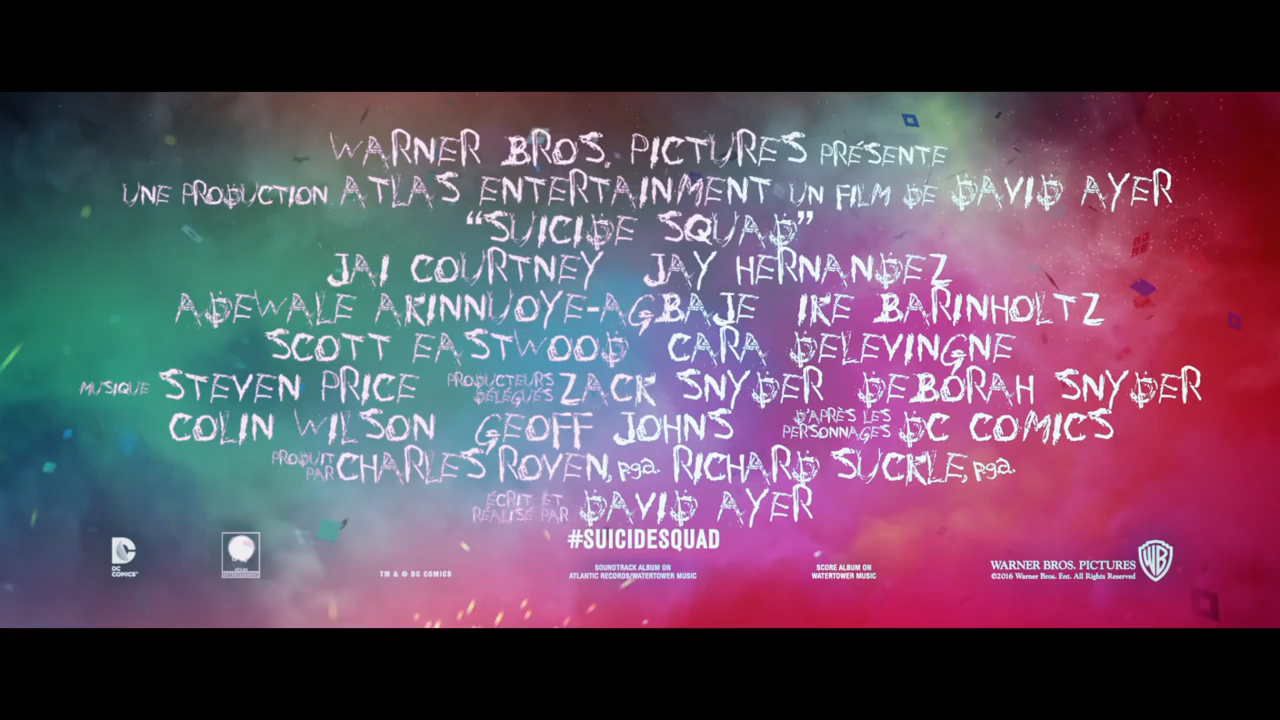 WARNER BROS. PICTURES PRÉSENTE
UNE PRODUCTION ATLAS ENTERTAINMENT UN FILM DE DAVID AYER
“SUICIDE SQUAD”
JAI COURTNEY JAY HERNANDEZ
ADEWALE AKINNUOYE-AGBAJE IKE BARINHOLTZ
SCOTT EASTWOOD CARA DELEVINGNE
MUSIQUE STEVEN PRICE PRODUCTEURS DÉLÉGUÉS ZACK SNYDER DEBORAH SNYDER
COLIN WILSON GEOFF JOHNS D'APRÈS LES PERSONNAGES DC COMICS
PRODUIT PAR CHARLES ROVEN, p.g.a. RICHARD SUCKLE, p.g.a.
ÉCRIT ET RÉALISÉ PAR DAVID AYER
#SUICIDESQUAD
DC COMICS™
ATLAS ENTERTAINMENT
TM & © DC COMICS
SOUNDTRACK ALBUM ON
ATLANTIC RECORDS/WATERTOWER MUSIC
SCORE ALBUM ON
WATERTOWER MUSIC
WARNER BROS. PICTURES
©2016 Warner Bros. Ent. All Rights Reserved
WB